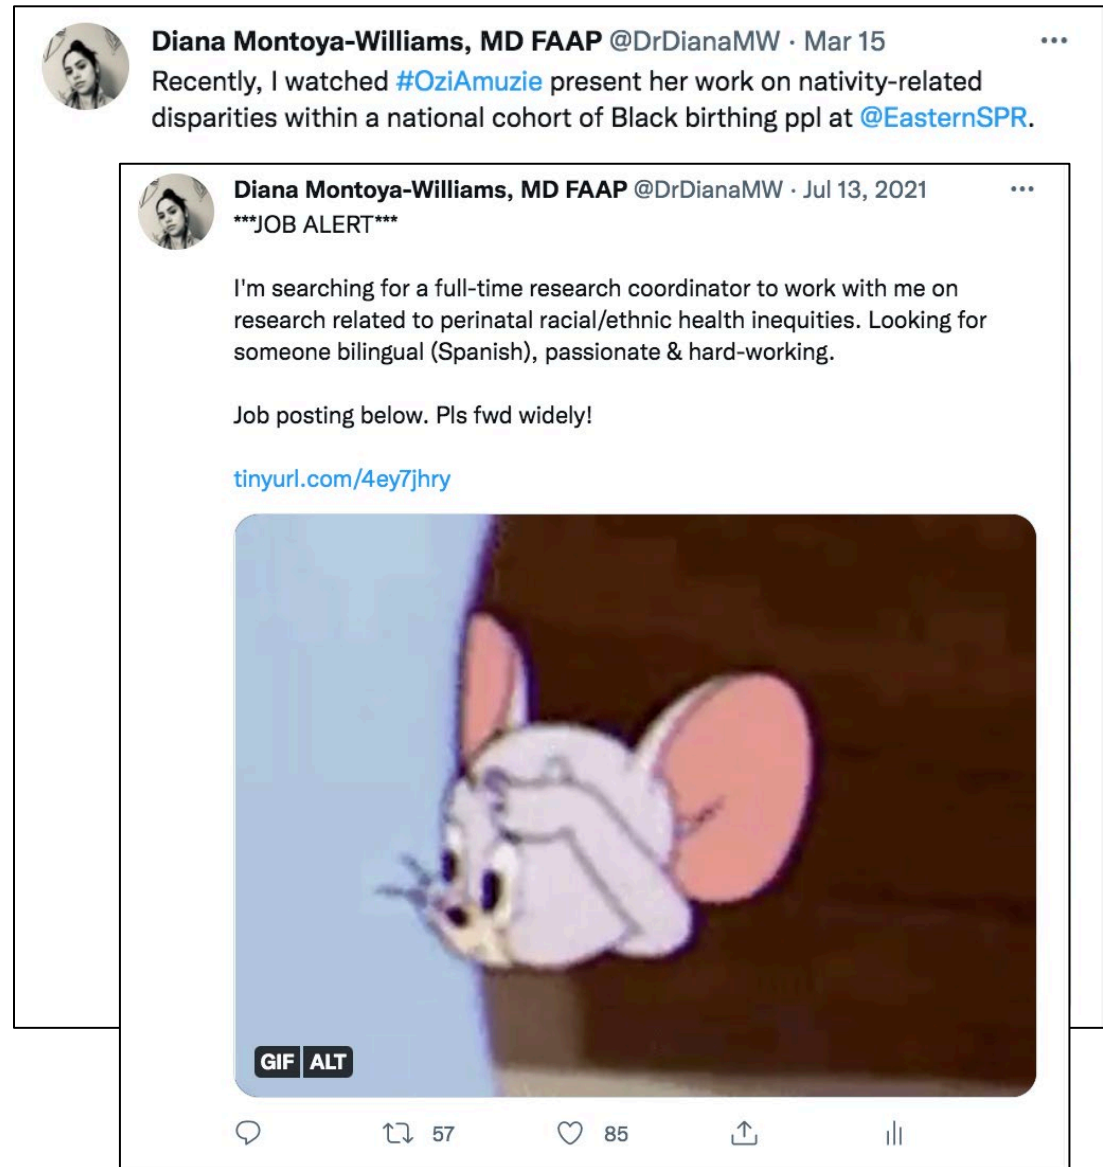 Diana Montoya-Williams, MD FAAP @DrDianaMW · Mar 15
Recently, I watched #OziAmuzie present her work on nativity-related
disparities within a national cohort of Black birthing ppl at @EasternSPR.
Diana Montoya-Williams, MD FAAP @DrDianaMW · Jul 13, 2021
***JOB ALERT***
I'm searching for a full-time research coordinator to work with me on
research related to perinatal racial/ethnic health inequities. Looking for
someone bilingual (Spanish), passionate & hard-working.
Job posting below. Pls fwd widely!
tinyurl.com/4ey7jhry
GIF ALT
57 85